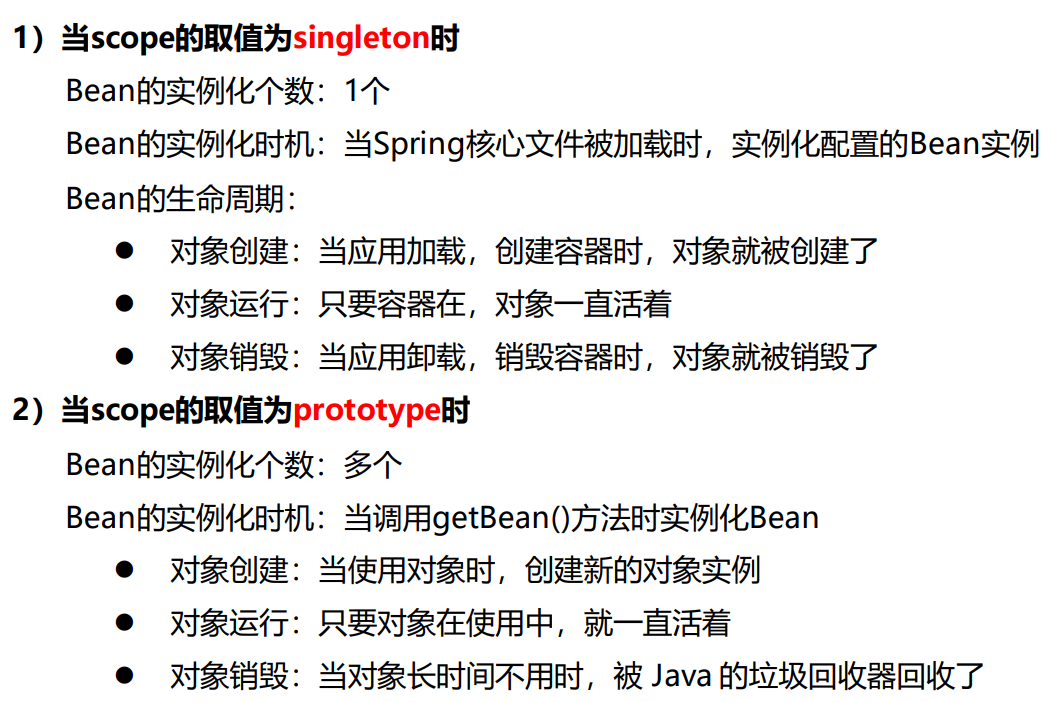 1）当scope的取值为singleton时
Bean的实例化个数：1个
Bean的实例化时机：当Spring核心文件被加载时，实例化配置的Bean实例
Bean的生命周期：
● 对象创建：当应用加载，创建容器时，对象就被创建了
● 对象运行：只要容器在，对象一直活着
● 对象销毁：当应用卸载，销毁容器时，对象就被销毁了
2）当scope的取值为prototype时
Bean的实例化个数：多个
Bean的实例化时机：当调用getBean()方法时实例化Bean
● 对象创建：当使用对象时，创建新的对象实例
● 对象运行：只要对象在使用中，就一直活着
● 对象销毁：当对象长时间不用时，被 Java 的垃圾回收器回收了